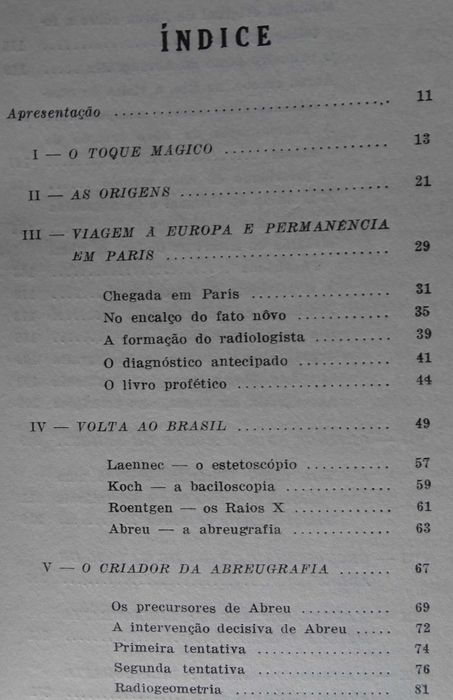 ÍNDICE
Apresentação .......... 11
I — O TOQUE MAGICO .......... 13
II — AS ORIGENS .......... 21
III — VIAGEM À EUROPA E PERMANÊNCIA
EM PARIS .......... 29
Chegada em Paris .......... 31
No encalço do fato nôvo .......... 35
A formação do radiologista .......... 39
O diagnóstico antecipado .......... 41
O livro profético .......... 44
IV — VOLTA AO BRASIL .......... 49
Laennec — o estetoscópio .......... 57
Koch — a baciloscopia .......... 59
Roentgen — os Raios X .......... 61
Abreu — a abreugrafia .......... 63
V — O CRIADOR DA ABREUGRAFIA .......... 67
Os precursores de Abreu .......... 69
A intervenção decisiva de Abreu ..... 72
Primeira tentativa .......... 74
Segunda tentativa .......... 76
Radiogeometria .......... 81